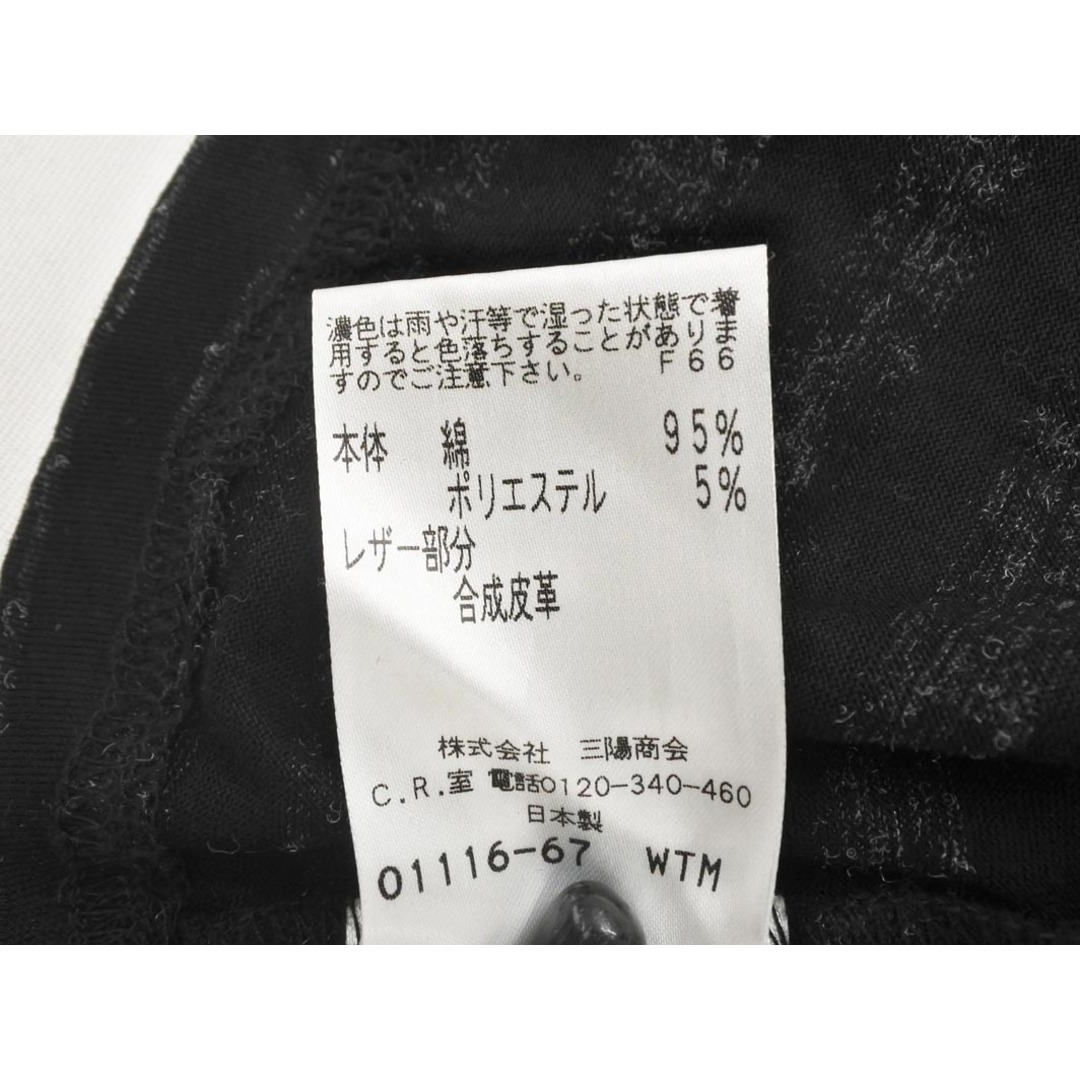 濃色は雨や汗等で湿った状態で着
用すると色落ちすることがありま
すのでご注意下さい。 F66
本体 綿 95%
ポリエステル 5%
レザー部分
合成皮革
株式会社 三陽商会
C.R.室 電話0120-340-460
日本製
01116-67 WTM